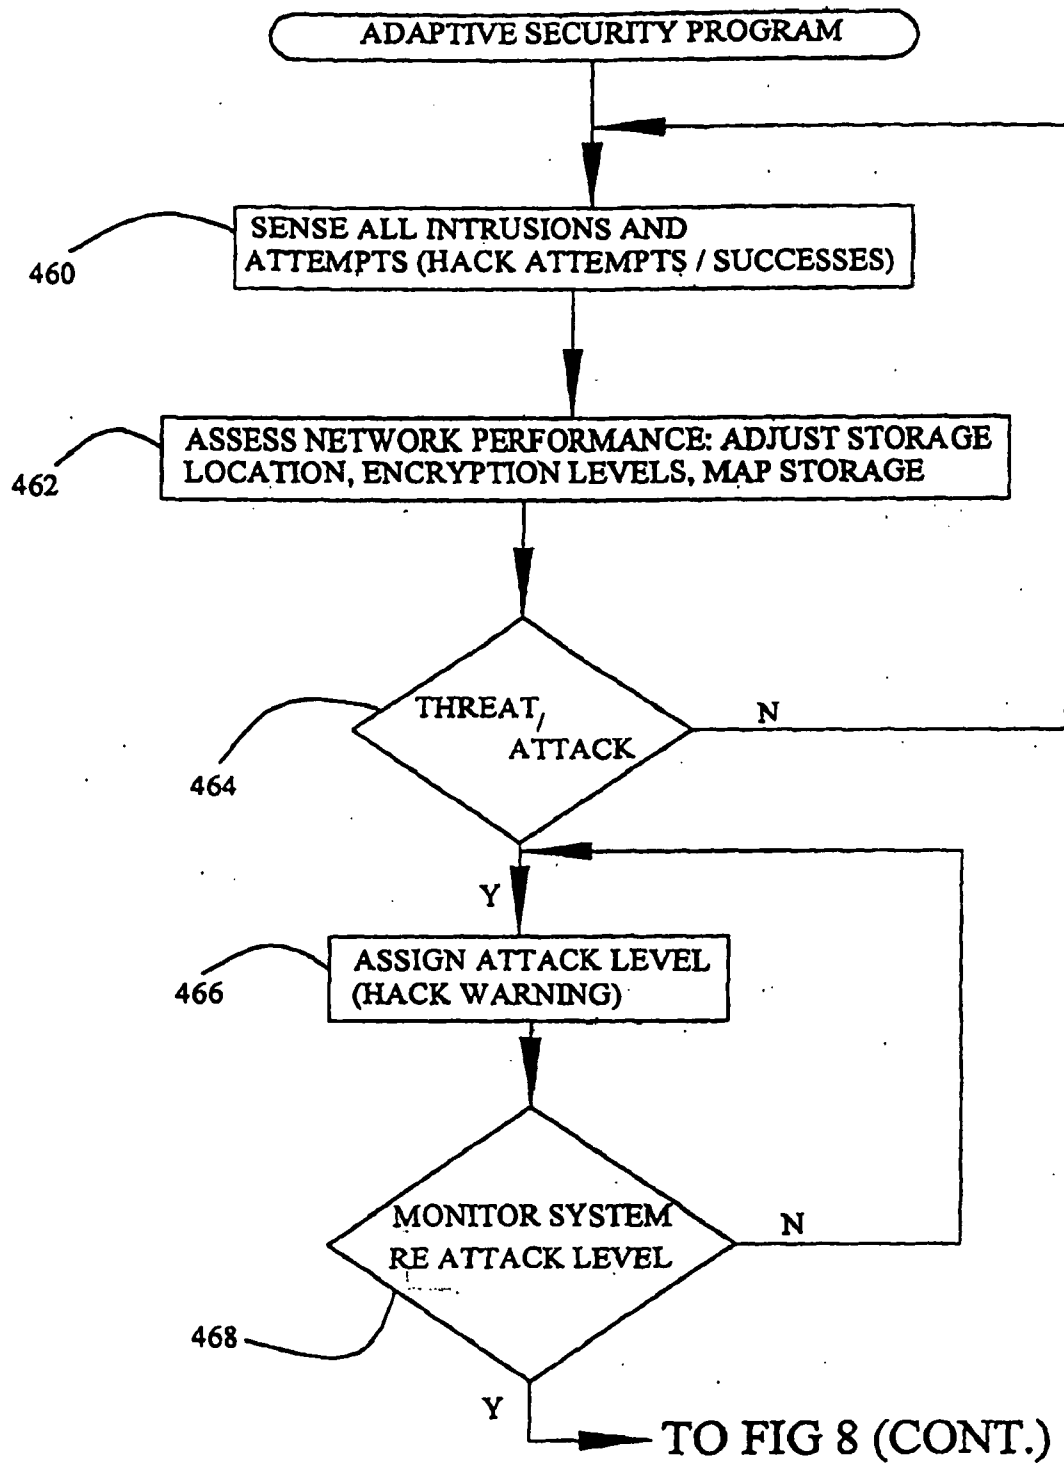 ADAPTIVE SECURITY PROGRAM
SENSE ALL INTRUSIONS AND
ATTEMPTS (HACK ATTEMPTS / SUCCESSES)
460
ASSESS NETWORK PERFORMANCE: ADJUST STORAGE
LOCATION, ENCRYPTION LEVELS, MAP STORAGE
462
THREAT/
ATTACK
N
464
Y
ASSIGN ATTACK LEVEL
(HACK WARNING)
466
MONITOR SYSTEM
RE ATTACK LEVEL
N
468
Y
TO FIG 8 (CONT.)